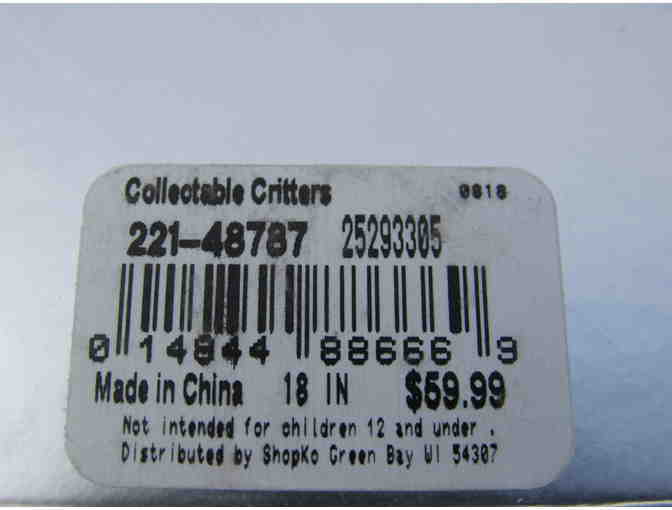 Collectable Critters 0818
221-48787 25293305
0 14844 88666 9
Made in China 18 IN $59.99
Not intended for children 12 and under .
Distributed by ShopKo Green Bay WI 54307